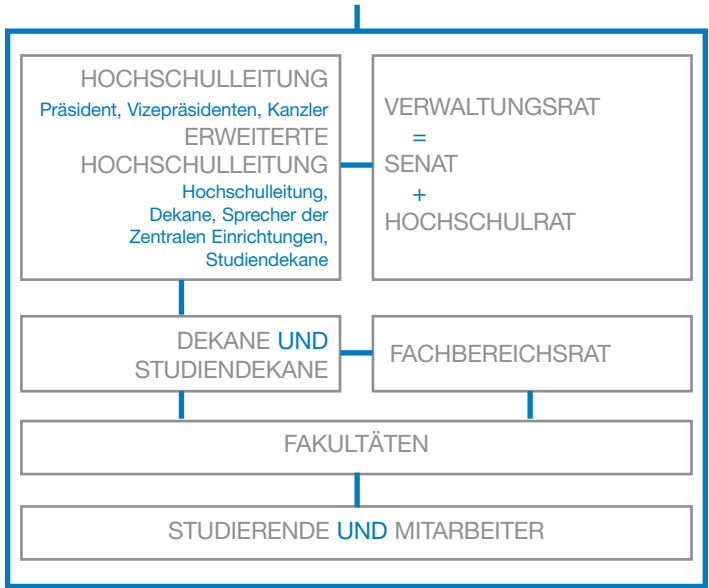 HOCHSCHULLEITUNG
Präsident, Vizepräsidenten, Kanzler
ERWEITERTE
HOCHSCHULLEITUNG
Hochschulleitung,
Dekane, Sprecher der
Zentralen Einrichtungen,
Studiendekane
VERWALTUNGSRAT
=
SENAT
+
HOCHSCHULRAT
DEKANE UND
STUDIENDEKANE
FACHBEREICHSRAT
FAKULTÄTEN
STUDIERENDE UND MITARBEITER